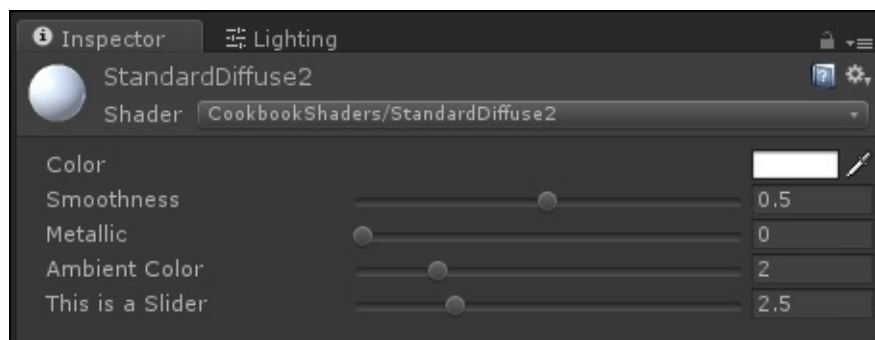 Inspector Lighting
StandardDiffuse2
Shader CookbookShaders/StandardDiffuse2
Color
Smoothness 0.5
Metallic 0
Ambient Color 2
This is a Slider 2.5